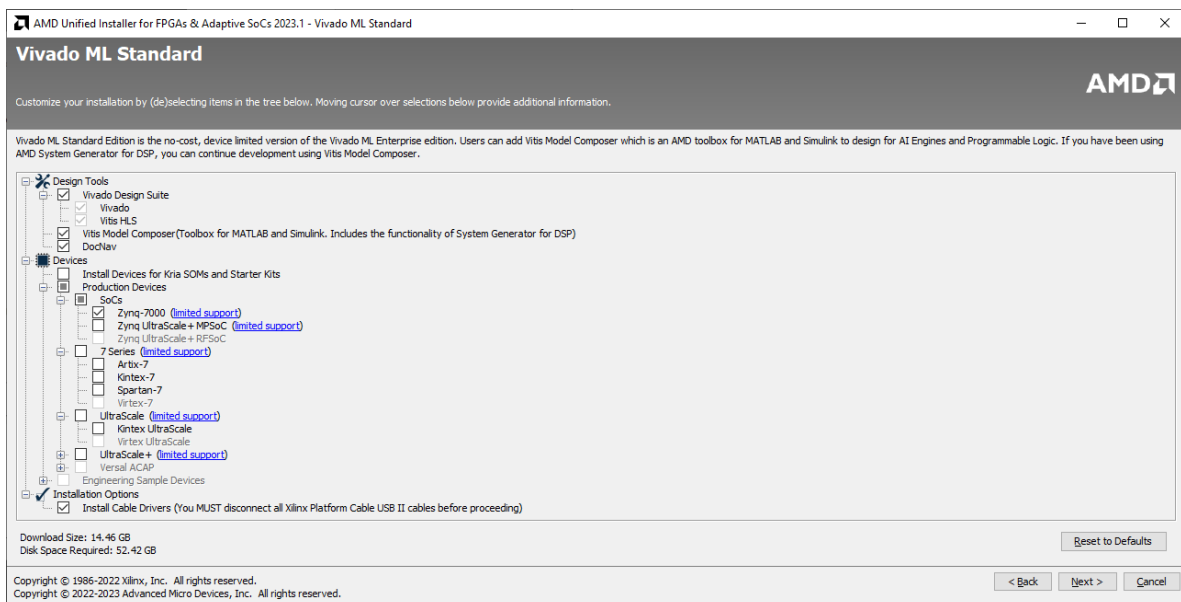 AMD Unified Installer for FPGAs & Adaptive SoCs 2023.1 - Vivado ML Standard
Vivado ML Standard
AMD
Customize your installation by (de)selecting items in the tree below. Moving cursor over selections below provide additional information.
Vivado ML Standard Edition is the no-cost, device limited version of the Vivado ML Enterprise edition. Users can add Vitis Model Composer which is an AMD toolbox for MATLAB and Simulink to design for AI Engines and Programmable Logic. If you have been using
AMD System Generator for DSP, you can continue development using Vitis Model Composer.
Design Tools
Vivado Design Suite
Vivado
Vitis HLS
Vitis Model Composer(Toolbox for MATLAB and Simulink. Includes the functionality of System Generator for DSP)
DocNav
Devices
Install Devices for Kria SOMs and Starter Kits
Production Devices
SoCs
Zynq-7000 (limited support)
Zynq UltraScale+ MPSoC (limited support)
Zynq UltraScale+ RFSoC
7 Series (limited support)
Artix-7
Kintex-7
Spartan-7
Virtex-7
UltraScale (limited support)
Kintex UltraScale
Virtex UltraScale
UltraScale+ (limited support)
Versal ACAP
Engineering Sample Devices
Installation Options
Install Cable Drivers (You MUST disconnect all Xilinx Platform Cable USB II cables before proceeding)
Download Size: 14.46 GB
Disk Space Required: 52.42 GB
Reset to Defaults
Copyright © 1986-2022 Xilinx, Inc. All rights reserved.
Copyright © 2022-2023 Advanced Micro Devices, Inc. All rights reserved.
< Back
Next >
Cancel